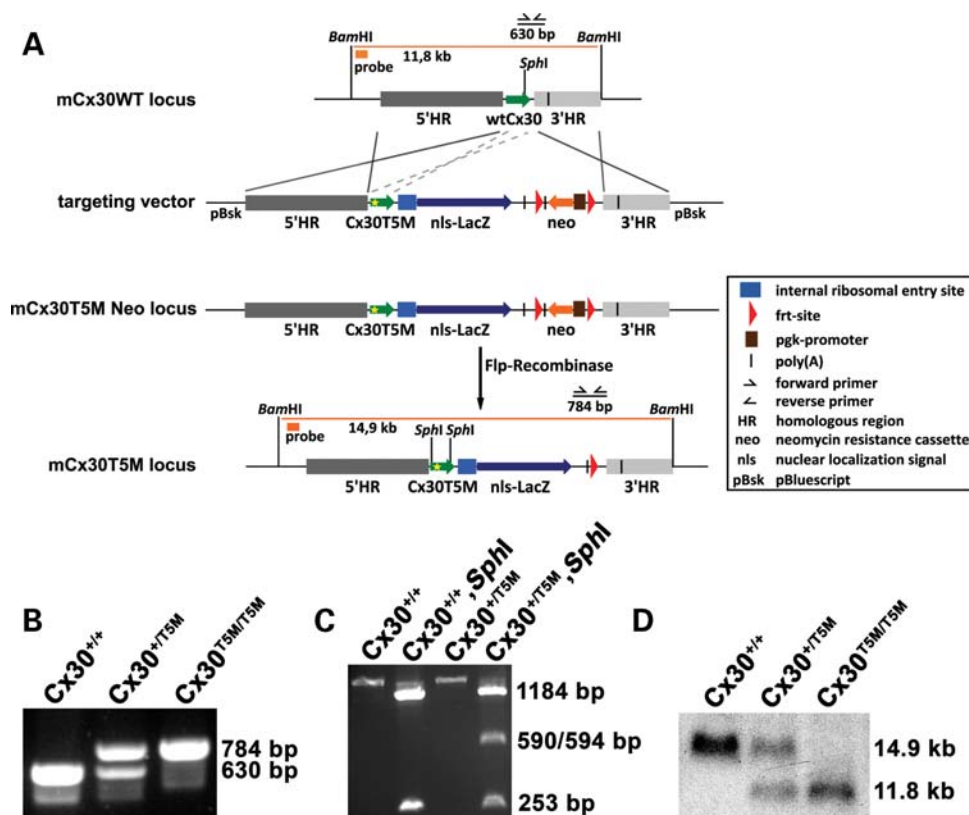 A
BamHI
630 bp
BamHI
11,8 kb
probe
SphI
mCx30WT locus
5'HR
wtCx30
3'HR
targeting vector
pBsk
5'HR
Cx30T5M
nls-LacZ
neo
3'HR
pBsk
mCx30T5M Neo locus
5'HR
Cx30T5M
nls-LacZ
neo
3'HR
Flp-Recombinase
BamHI
784 bp
BamHI
14,9 kb
probe
SphI
SphI
mCx30T5M locus
5'HR
Cx30T5M
nls-LacZ
3'HR
internal ribosomal entry site
frt-site
pgk-promoter
poly(A)
forward primer
reverse primer
HR homologous region
neo neomycin resistance cassette
nls nuclear localization signal
pBsk pBluescript
B
Cx30+/+
Cx30+/T5M
Cx30T5M/T5M
784 bp
630 bp
C
Cx30+/+
Cx30+/+,SphI
Cx30+/T5M
Cx30+/T5M,SphI
1184 bp
590/594 bp
253 bp
D
Cx30+/+
Cx30+/T5M
Cx30T5M/T5M
14.9 kb
11.8 kb